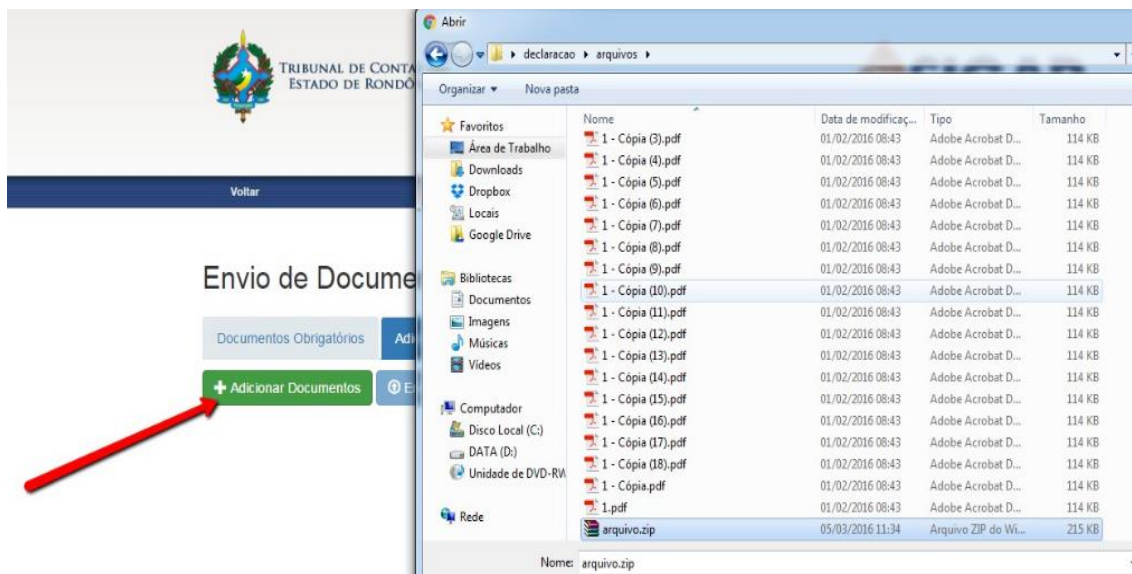 TRIBUNAL DE CONTA
ESTADO DE RONDÔ
Voltar
Envio de Docume
Documentos Obrigatórios
Adi
Adicionar Documentos
Abrir
declaracao
arquivos
Organizar
Nova pasta
Favoritos
Área de Trabalho
Downloads
Dropbox
Locais
Google Drive
Bibliotecas
Documentos
Imagens
Músicas
Vídeos
Computador
Disco Local (C:)
DATA (D:)
Unidade de DVD-RW
Rede
Nome Data de modificaç... Tipo Tamanho
1 - Cópia (3).pdf 01/02/2016 08:43 Adobe Acrobat D... 114 KB
1 - Cópia (4).pdf 01/02/2016 08:43 Adobe Acrobat D... 114 KB
1 - Cópia (5).pdf 01/02/2016 08:43 Adobe Acrobat D... 114 KB
1 - Cópia (6).pdf 01/02/2016 08:43 Adobe Acrobat D... 114 KB
1 - Cópia (7).pdf 01/02/2016 08:43 Adobe Acrobat D... 114 KB
1 - Cópia (8).pdf 01/02/2016 08:43 Adobe Acrobat D... 114 KB
1 - Cópia (9).pdf 01/02/2016 08:43 Adobe Acrobat D... 114 KB
1 - Cópia (10).pdf 01/02/2016 08:43 Adobe Acrobat D... 114 KB
1 - Cópia (11).pdf 01/02/2016 08:43 Adobe Acrobat D... 114 KB
1 - Cópia (12).pdf 01/02/2016 08:43 Adobe Acrobat D... 114 KB
1 - Cópia (13).pdf 01/02/2016 08:43 Adobe Acrobat D... 114 KB
1 - Cópia (14).pdf 01/02/2016 08:43 Adobe Acrobat D... 114 KB
1 - Cópia (15).pdf 01/02/2016 08:43 Adobe Acrobat D... 114 KB
1 - Cópia (16).pdf 01/02/2016 08:43 Adobe Acrobat D... 114 KB
1 - Cópia (17).pdf 01/02/2016 08:43 Adobe Acrobat D... 114 KB
1 - Cópia (18).pdf 01/02/2016 08:43 Adobe Acrobat D... 114 KB
1 - Cópia.pdf 01/02/2016 08:43 Adobe Acrobat D... 114 KB
1.pdf 01/02/2016 08:43 Adobe Acrobat D... 114 KB
arquivo.zip 05/03/2016 11:34 Arquivo ZIP do Wi... 215 KB
Nome: arquivo.zip